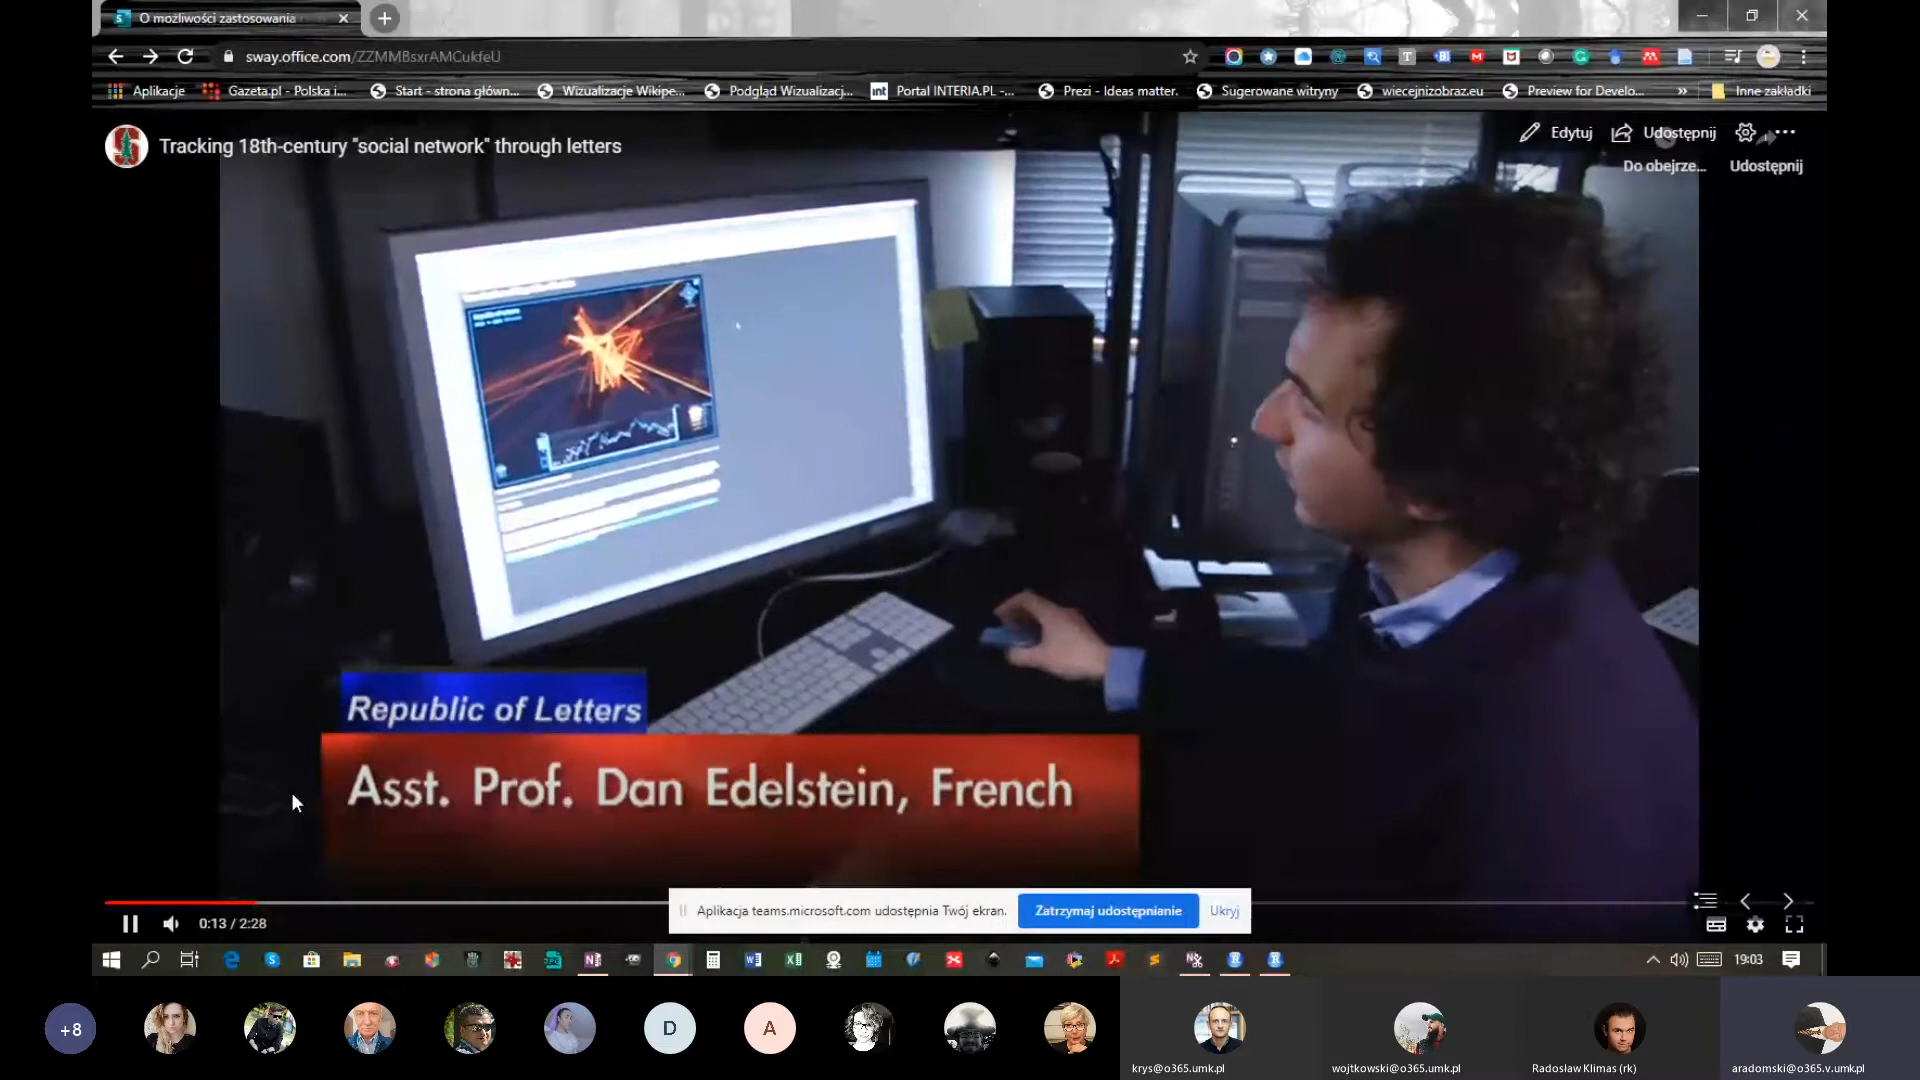 O możliwości zastosowania
sway.office.com/ZZMMBsxrAMCukfeU
Aplikacje
Gazeta.pl - Polska i...
Start - strona główn...
Wizualizacje Wikipe...
Podgląd Wizualizacj...
int
Portal INTERIA.PL -...
Prezi - Ideas matter.
Sugerowane witryny
wiecejnizobraz.eu
Preview for Develo...
»
Inne zakładki
Tracking 18th-century "social network" through letters
Edytuj
Udostępnij
Do obejrze...
Udostępnij
Republic of Letters
Asst. Prof. Dan Edelstein, French
Aplikacja teams.microsoft.com udostępnia Twój ekran.
Zatrzymaj udostępnianie
Ukryj
0:13 / 2:28
19:03
+8
D
A
krys@o365.umk.pl
wojtkowski@o365.umk.pl
Radosław Klimas (rk)
aradomski@o365.v.umk.pl